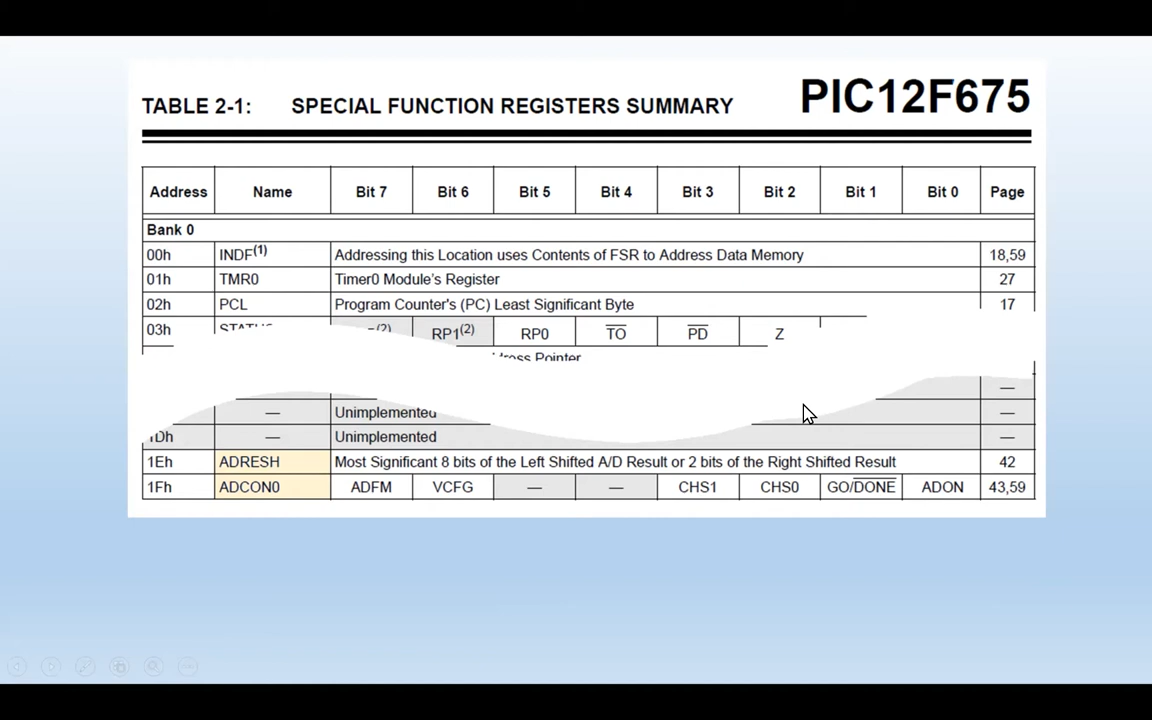 TABLE 2-1: SPECIAL FUNCTION REGISTERS SUMMARY PIC12F675
Address Name Bit 7 Bit 6 Bit 5 Bit 4 Bit 3 Bit 2 Bit 1 Bit 0 Page
Bank 0
00h INDF(1) Addressing this Location uses Contents of FSR to Address Data Memory 18,59
01h TMR0 Timer0 Module's Register 27
02h PCL Program Counter's (PC) Least Significant Byte 17
03h STATUS (2) RP1(2) RP0 TO PD Z
Pointer
—
— Unimplemented —
1Dh — Unimplemented —
1Eh ADRESH Most Significant 8 bits of the Left Shifted A/D Result or 2 bits of the Right Shifted Result 42
1Fh ADCON0 ADFM VCFG — — CHS1 CHS0 GO/DONE ADON 43,59